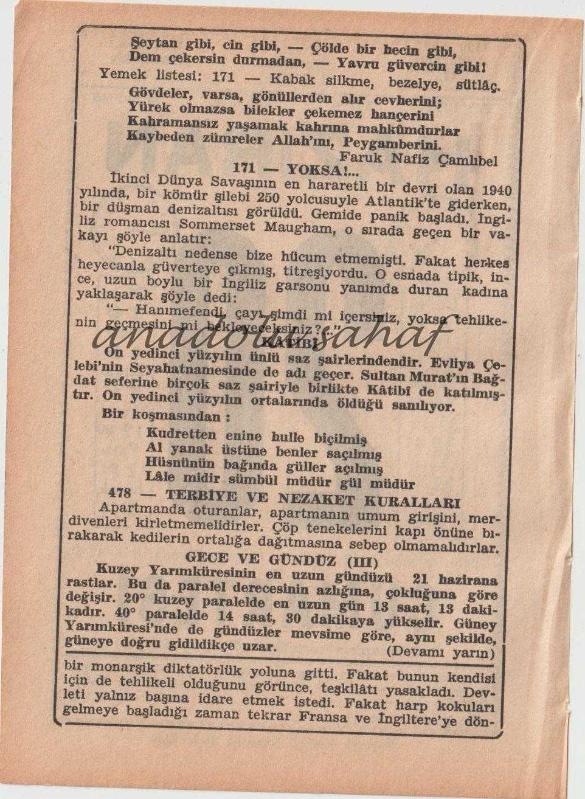 Şeytan gibi, cin gibi, — Çölde bir hecin gibi,
Dem çekersin durmadan, — Yavru güvercin gibi!
Yemek listesi: 171 — Kabak silkme, bezelye, sütlâç.
Gövdeler, varsa, gönüllerden alır cevherini;
Yürek olmazsa bilekler çekemez hançerini
Kahramansız yaşamak kahrına mahkûmdurlar
Kaybeden zümreler Allah'ını, Peygamberini.
Faruk Nafiz Çamlıbel
171 — YOKSA!...
İkinci Dünya Savaşının en hararetli bir devri olan 1940
yılında, bir kömür şilebi 250 yolcusuyle Atlantik'te giderken,
bir düşman denizaltısı görüldü. Gemide panik başladı. İngi-
liz romancısı Sommerset Maugham, o sırada geçen bir va-
kayı şöyle anlatır:
"Denizaltı nedense bize hücum etmemişti. Fakat herkes
heyecanla güverteye çıkmış, titreşiyordu. O esnada tipik, in-
ce, uzun boylu bir İngiliz garsonu yanımda duran kadına
yaklaşarak şöyle dedi:
"— Hanımefendi, çayı şimdi mi içersiniz, yoksa tehlike-
nin geçmesini mi bekleyeceksiniz?..."
anadolu sahaf
KÂTİBİ
On yedinci yüzyılın ünlü saz şairlerindendir. Evliya Çe-
lebi'nin Seyahatnamesinde de adı geçer. Sultan Murat'ın Bağ-
dat seferine birçok saz şairiyle birlikte Kâtibî de katılmış-
tır. On yedinci yüzyılın ortalarında öldüğü sanılıyor.
Bir koşmasından :
Kudretten enine hulle biçilmiş
Al yanak üstüne benler saçılmış
Hüsnünün bağında güller açılmış
Lâle midir sümbül müdür gül müdür
478 — TERBİYE VE NEZAKET KURALLARI
Apartmanda oturanlar, apartmanın umum girişini, mer-
divenleri kirletmemelidirler. Çöp tenekelerini kapı önüne bı-
rakarak kedilerin ortalığa dağıtmasına sebep olmamalıdırlar.
GECE VE GÜNDÜZ (III)
Kuzey Yarımküresinin en uzun gündüzü 21 hazirana
rastlar. Bu da paralel derecesinin azlığına, çokluğuna göre
değişir. 20° kuzey paralelde en uzun gün 13 saat, 13 daki-
kadır. 40° paralelde 14 saat, 30 dakikaya yükselir. Güney
Yarımküresi'nde de gündüzler mevsime göre, aynı şekilde,
güneye doğru gidildikçe uzar. (Devamı yarın)
bir monarşik diktatörlük yoluna gitti. Fakat bunun kendisi
için de tehlikeli olduğunu görünce, teşkilâtı yasakladı. Dev-
leti yalnız başına idare etmek istedi. Fakat harp kokuları
gelmeye başladığı zaman tekrar Fransa ve İngiltere'ye dön-